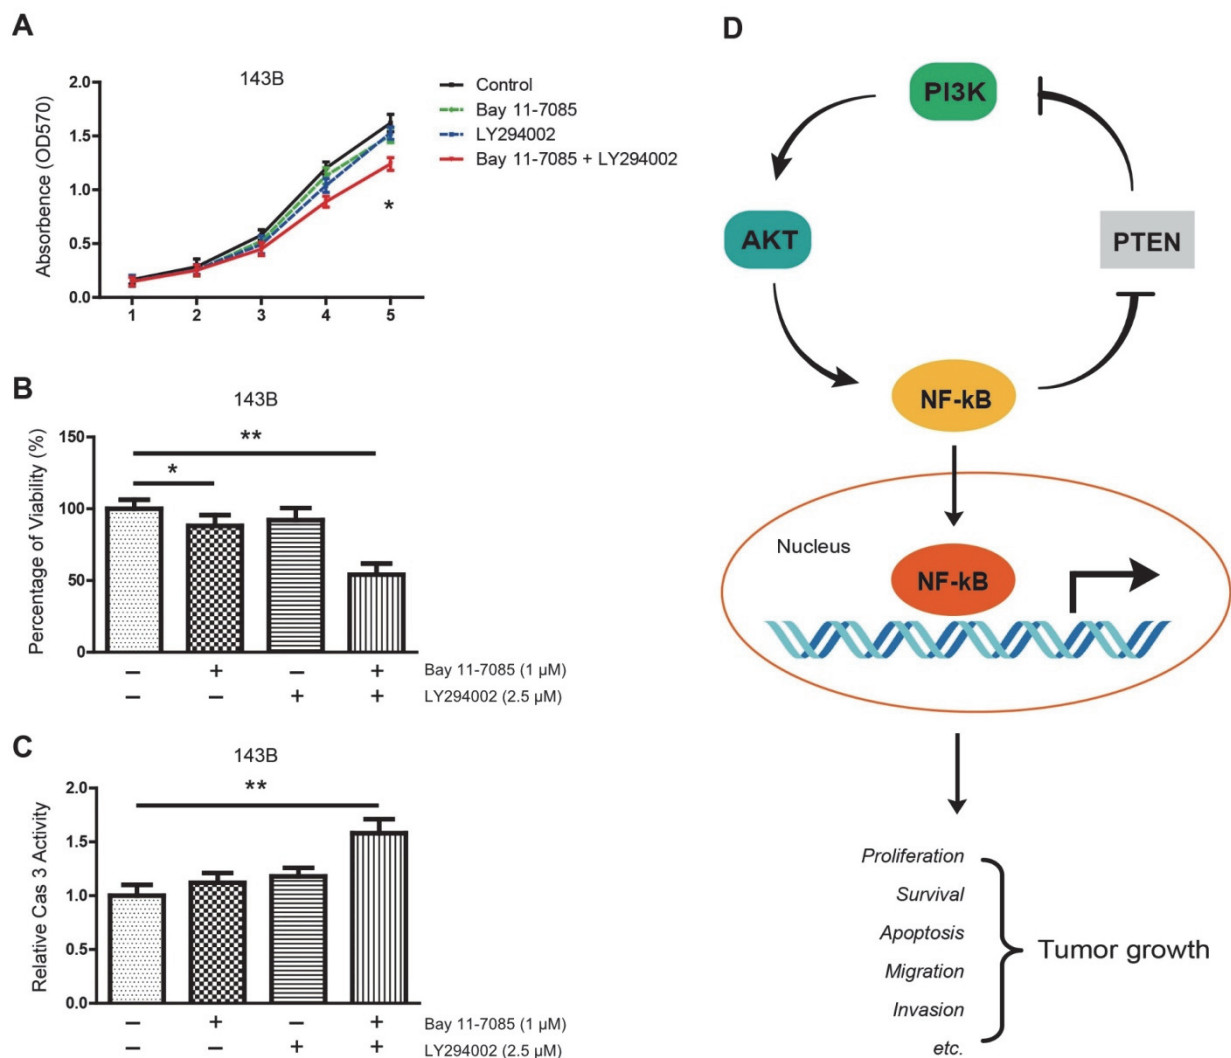 A
143B
Absorbence (OD570)
2.0
1.5
1.0
0.5
0.0
1 2 3 4 5
Control
Bay 11-7085
LY294002
Bay 11-7085 + LY294002
*
B
143B
Percentage of Viability (%)
150
100
50
0
**
*
– + – + Bay 11-7085 (1 μM)
– – + + LY294002 (2.5 μM)
C
143B
Relative Cas 3 Activity
2.0
1.5
1.0
0.5
0.0
**
– + – + Bay 11-7085 (1 μM)
– – + + LY294002 (2.5 μM)
D
PI3K
AKT
PTEN
NF-kB
Nucleus
NF-kB
Proliferation
Survival
Apoptosis
Migration
Invasion
etc.
Tumor growth